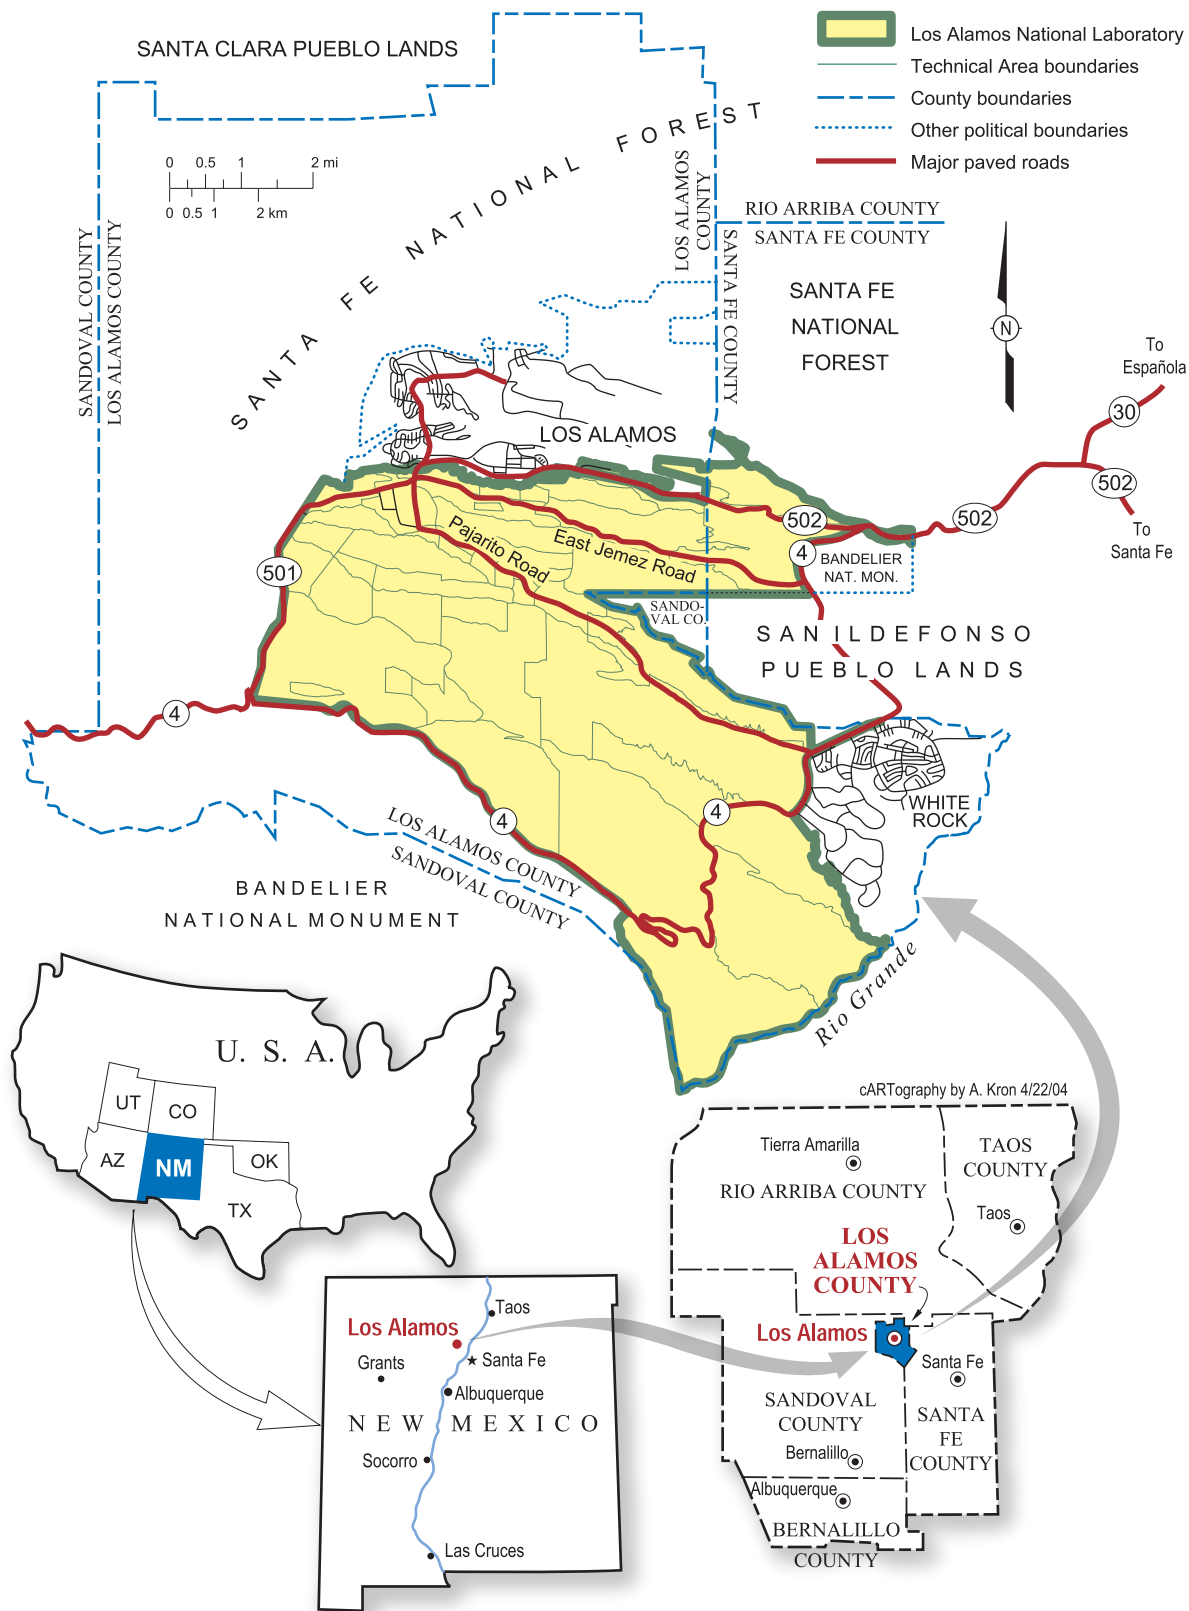 SANTA CLARA PUEBLO LANDS
Los Alamos National Laboratory
Technical Area boundaries
County boundaries
Other political boundaries
Major paved roads
0 0.5 1 2 mi
0 0.5 1 2 km
SANTA FE NATIONAL FOREST
SANDOVAL COUNTY
LOS ALAMOS COUNTY
LOS ALAMOS
COUNTY
SANTA FE COUNTY
RIO ARRIBA COUNTY
SANTA FE COUNTY
SANTA FE
NATIONAL
FOREST
N
To
Española
30
502
To
Santa Fe
502
502
4
LOS ALAMOS
Pajarito Road
East Jemez Road
BANDELIER
NAT. MON.
501
SANDO-
VAL CO.
SAN ILDEFONSO
PUEBLO LANDS
4
WHITE
ROCK
4
4
LOS ALAMOS COUNTY
SANDOVAL COUNTY
BANDELIER
NATIONAL MONUMENT
Rio Grande
cARTography by A. Kron 4/22/04
U. S. A.
UT
CO
AZ
NM
OK
TX
Taos
Los Alamos
Santa Fe
Grants
Albuquerque
NEW MEXICO
Socorro
Las Cruces
Tierra Amarilla
RIO ARRIBA COUNTY
TAOS
COUNTY
Taos
LOS
ALAMOS
COUNTY
Los Alamos
Santa Fe
SANDOVAL
COUNTY
SANTA
FE
COUNTY
Bernalillo
Albuquerque
BERNALILLO
COUNTY